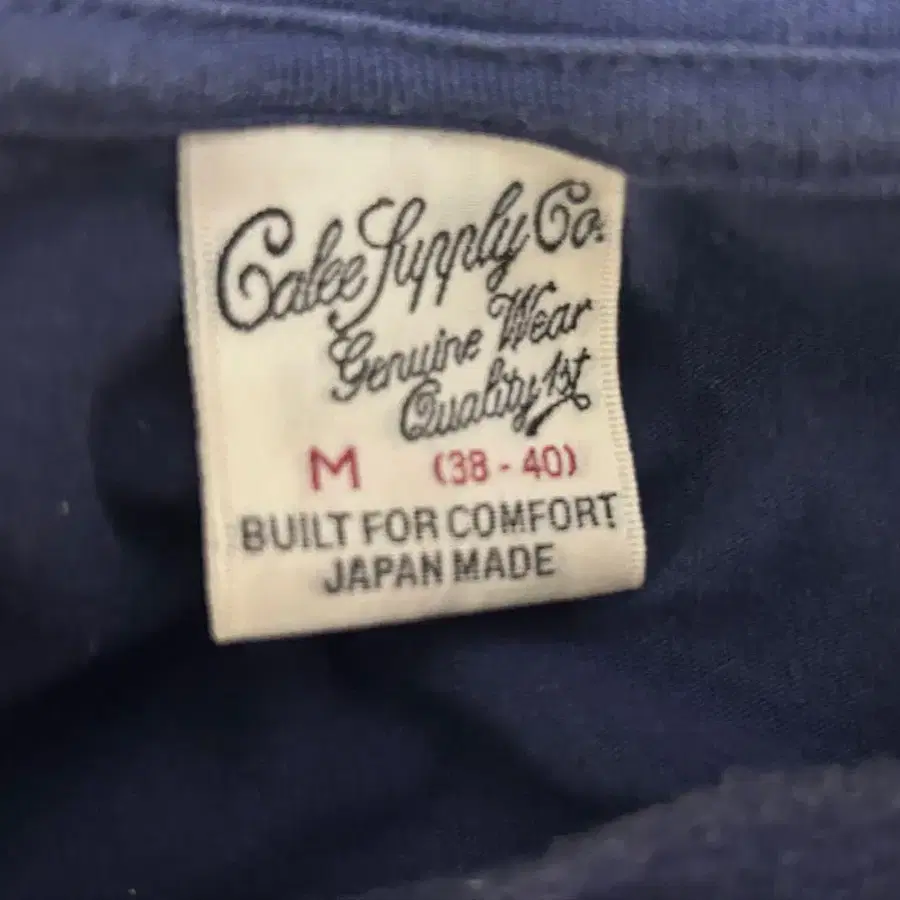 Calee Supply Co.
Genuine Wear
Quality 1st
M (38 - 40)
BUILT FOR COMFORT
JAPAN MADE